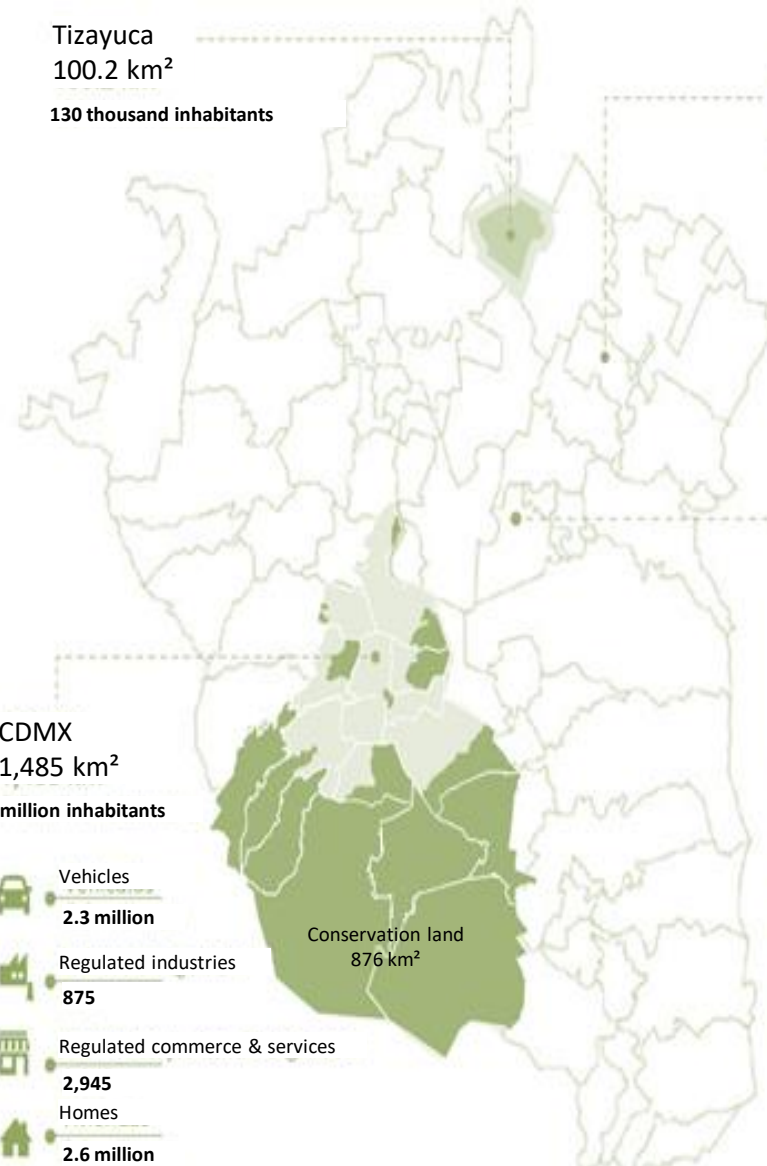 Tizayuca
100.2 km²
130 thousand inhabitants
CDMX
1,485 km²
million inhabitants
Vehicles
2.3 million
Regulated industries
875
Regulated commerce & services
2,945
Homes
2.6 million
Conservation land
876 km²